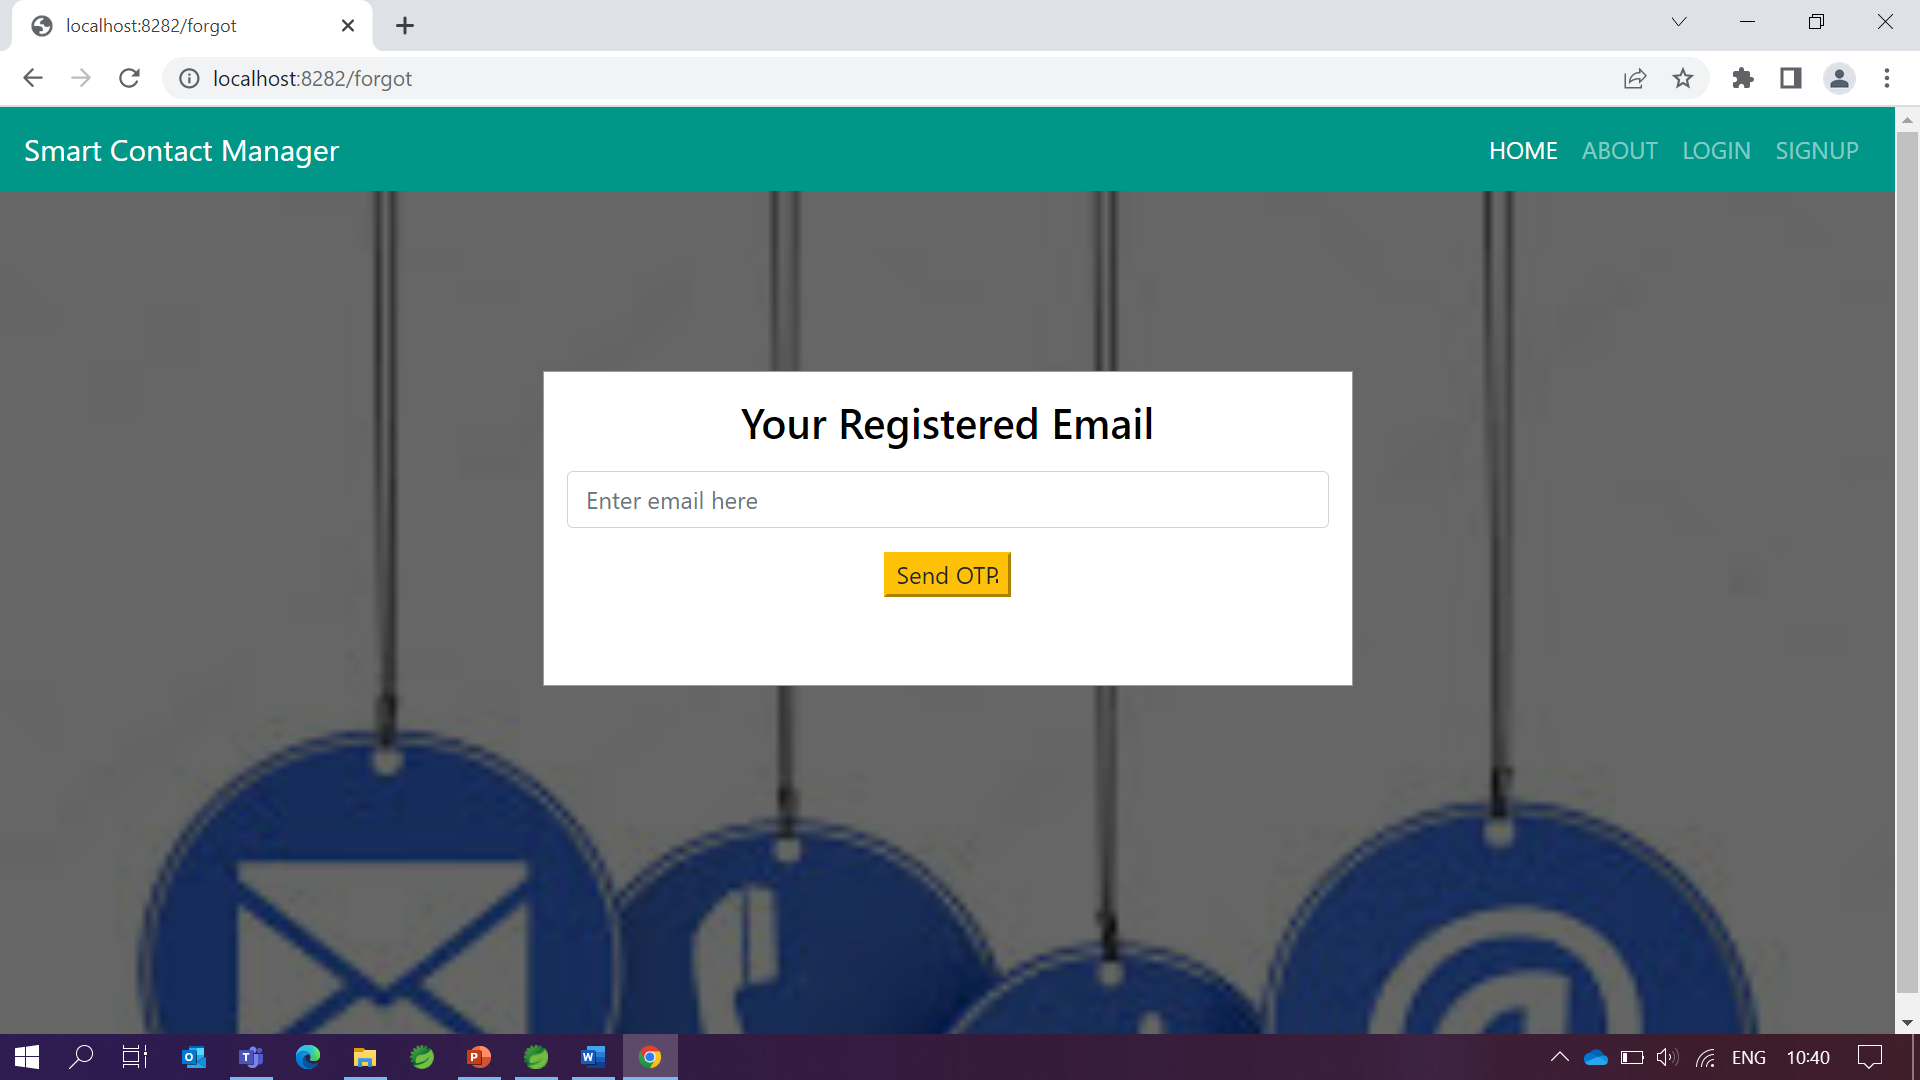 localhost:8282/forgot
localhost:8282/forgot
Smart Contact Manager
HOME ABOUT LOGIN SIGNUP
Your Registered Email
Enter email here
Send OTP
ENG 10:40